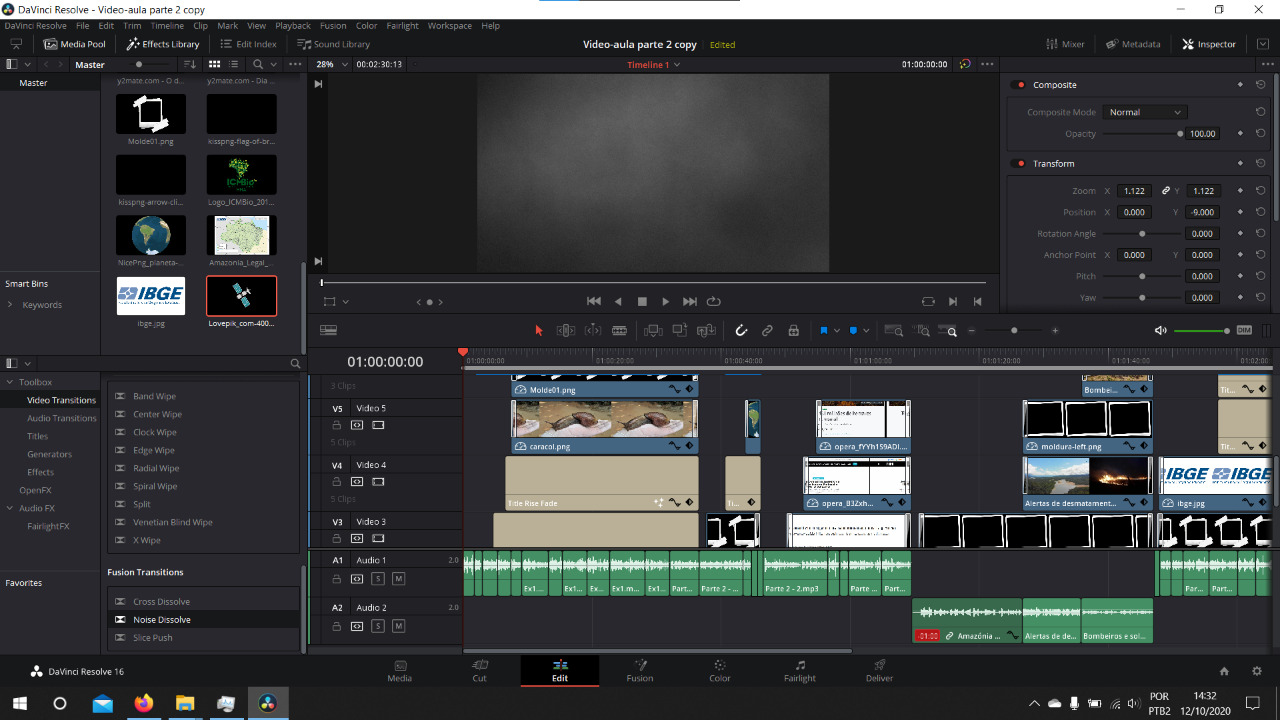 DaVinci Resolve - Video-aula parte 2 copy
DaVinci Resolve File Edit Trim Timeline Clip Mark View Playback Fusion Color Fairlight Workspace Help
Media Pool Effects Library Edit Index Sound Library Video-aula parte 2 copy Edited Mixer Metadata Inspector
Master 28% 00:02:30:13 Timeline 1 01:00:00:00
Master
y2mate.com - O d... y2mate.com - Dia ...
Molde01.png kisspng-flag-of-br...
ICMBio
kisspng-arrow-cli... Logo_ICMBio_201...
NicePng_planeta-... Amazonia_Legal_...
IBGE
ibge.jpg Lovepik_com-400...
Smart Bins
Keywords
Composite
Composite Mode Normal
Opacity 100.00
Transform
Zoom X 1.122 Y 1.122
Position X 0.000 Y -9.000
Rotation Angle 0.000
Anchor Point X 0.000 Y 0.000
Pitch 0.000
Yaw 0.000
DIM
Toolbox
Video Transitions
Audio Transitions
Titles
Generators
Effects
OpenFX
Audio FX
FairlightFX
Favorites
Band Wipe
Center Wipe
Clock Wipe
Edge Wipe
Radial Wipe
Spiral Wipe
Split
Venetian Blind Wipe
X Wipe
Fusion Transitions
Cross Dissolve
Noise Dissolve
Slice Push
01:00:00:00
01:00:00:00 01:00:20:00 01:00:40:00 01:01:00:00 01:01:20:00 01:01:40:00 01:02:00
3 Clips Molde01.png Bombei... Tit...
V5 Video 5
5 Clips caracol.png opera_fYYh1S9ADI... moldura-left.png Tit...
V4 Video 4
IBGE IBGE
5 Clips Title Rise Fade Ti... opera_B3Zxh... Alertas de desmatamen... ibge.jpg
V3 Video 3
A1 Audio 1 2.0
S M Ex1... Ex1... Ex... Ex1.m... Ex1... Part... Parte 2 - ... Parte 2 - 2.mp3 Parte ... Part... Par... Part...
A2 Audio 2 2.0
S M -01:00 Amazônia ... Alertas de de... Bombeiros e sol...
DaVinci Resolve 16 Media Cut Edit Fusion Color Fairlight Deliver
POR 14:32
PTB2 12/10/2020